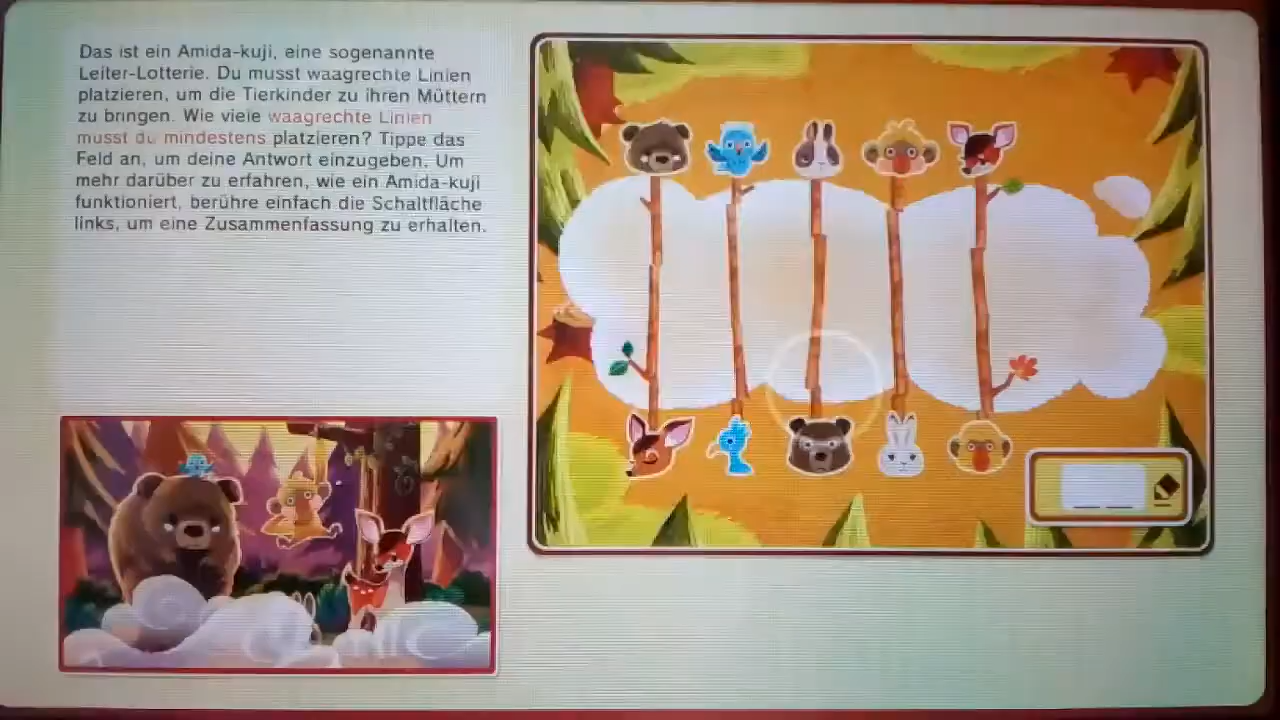 Das ist ein Amida-kuji, eine sogenannte
Leiter-Lotterie. Du musst waagrechte Linien
platzieren, um die Tierkinder zu ihren Müttern
zu bringen. Wie viele waagrechte Linien
musst du mindestens platzieren? Tippe das
Feld an, um deine Antwort einzugeben. Um
mehr darüber zu erfahren, wie ein Amida-kuji
funktioniert, berühre einfach die Schaltfläche
links, um eine Zusammenfassung zu erhalten.